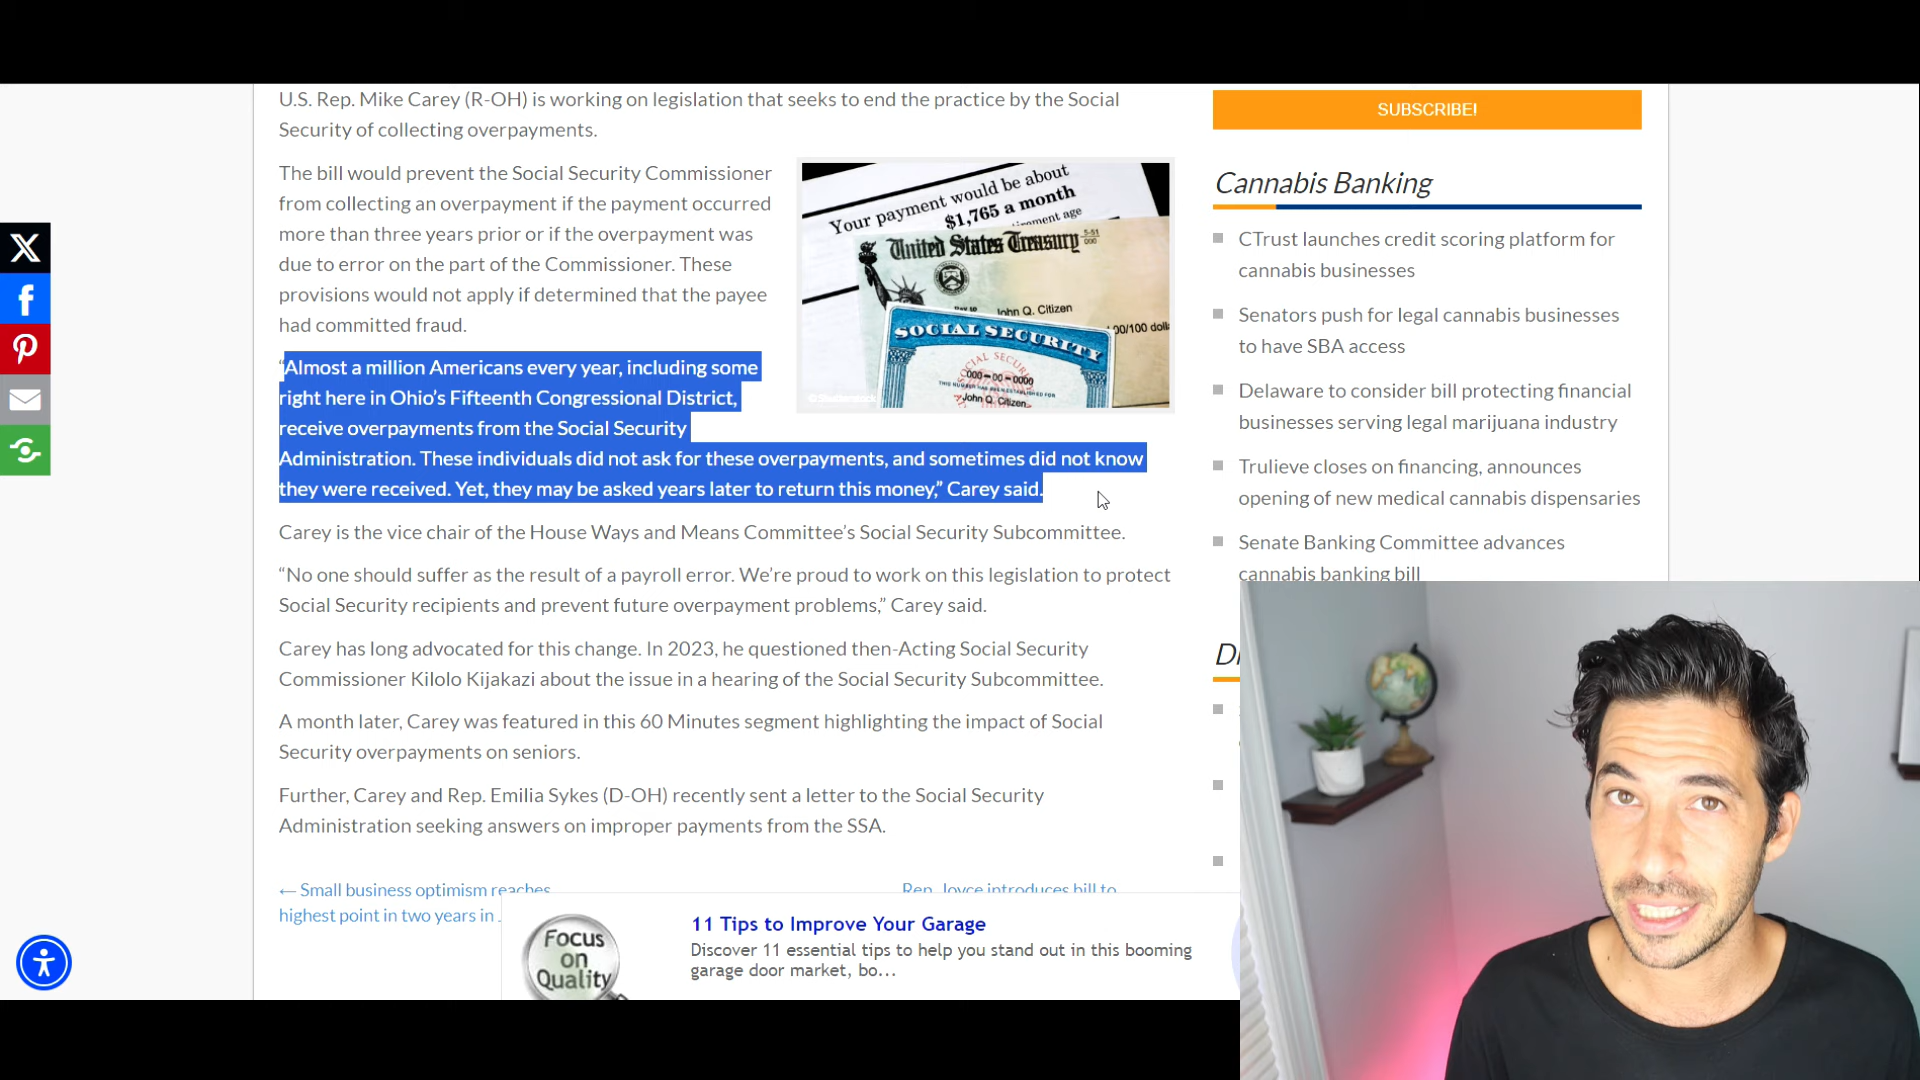 U.S. Rep. Mike Carey (R-OH) is working on legislation that seeks to end the practice by the Social
Security of collecting overpayments.
The bill would prevent the Social Security Commissioner
from collecting an overpayment if the payment occurred
more than three years prior or if the overpayment was
due to error on the part of the Commissioner. These
provisions would not apply if determined that the payee
had committed fraud.
Your payment would be about
$1,765 a month
tirement age
United States Treasury
John Q. Citizen
00/100 dolla
SOCIAL SECURITY
000-00-0000
John Q. Citizen
© Shutterstock
“Almost a million Americans every year, including some
right here in Ohio’s Fifteenth Congressional District,
receive overpayments from the Social Security
Administration. These individuals did not ask for these overpayments, and sometimes did not know
they were received. Yet, they may be asked years later to return this money,” Carey said.
Carey is the vice chair of the House Ways and Means Committee’s Social Security Subcommittee.
“No one should suffer as the result of a payroll error. We’re proud to work on this legislation to protect
Social Security recipients and prevent future overpayment problems,” Carey said.
Carey has long advocated for this change. In 2023, he questioned then-Acting Social Security
Commissioner Kilolo Kijakazi about the issue in a hearing of the Social Security Subcommittee.
A month later, Carey was featured in this 60 Minutes segment highlighting the impact of Social
Security overpayments on seniors.
Further, Carey and Rep. Emilia Sykes (D-OH) recently sent a letter to the Social Security
Administration seeking answers on improper payments from the SSA.
← Small business optimism reaches
highest point in two years in
Rep. Joyce introduces bill to
Focus
on
Quality
11 Tips to Improve Your Garage
Discover 11 essential tips to help you stand out in this booming
garage door market, bo...
SUBSCRIBE!
Cannabis Banking
CTrust launches credit scoring platform for
cannabis businesses
Senators push for legal cannabis businesses
to have SBA access
Delaware to consider bill protecting financial
businesses serving legal marijuana industry
Trulieve closes on financing, announces
opening of new medical cannabis dispensaries
Senate Banking Committee advances
cannabis banking bill